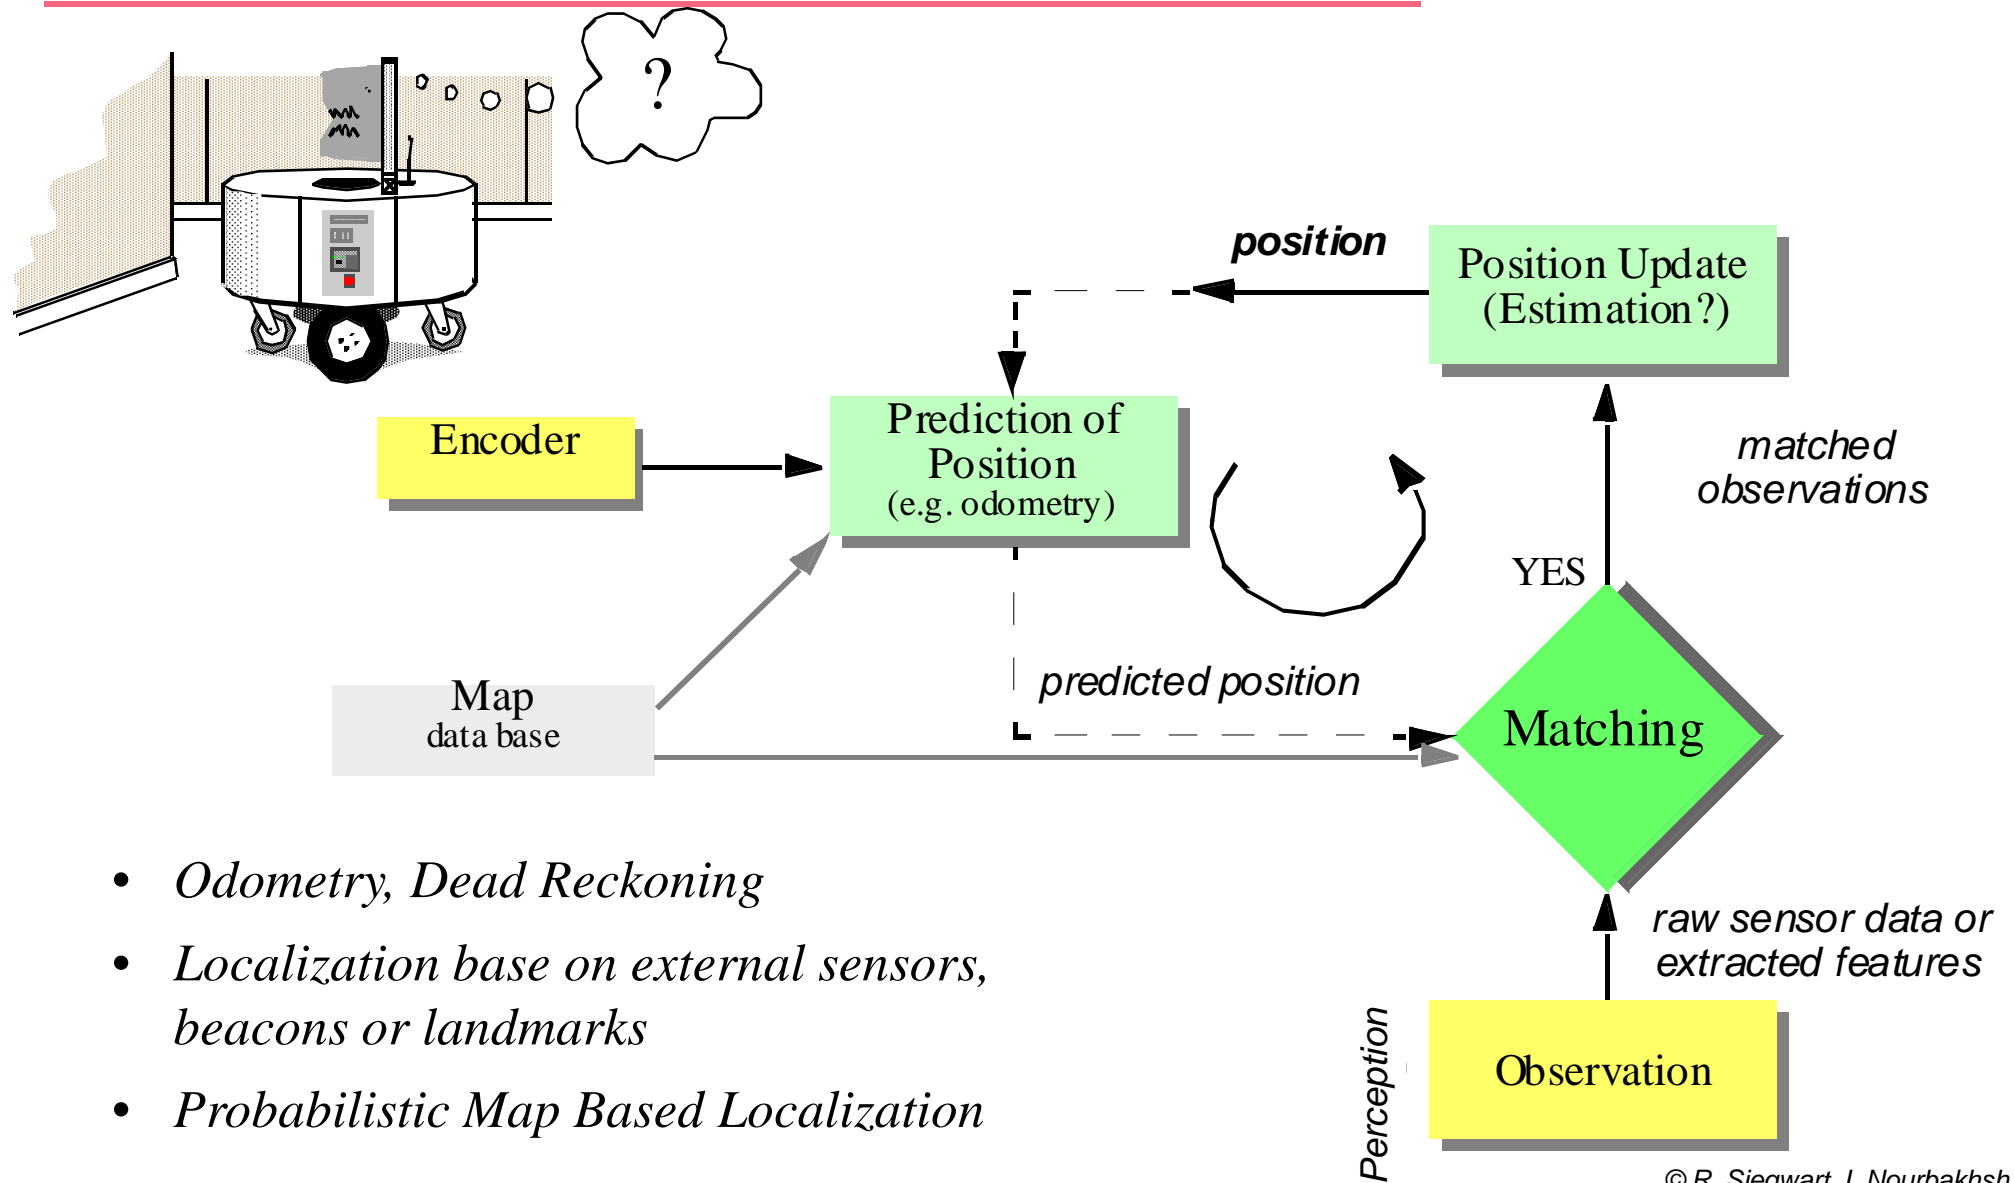 ?
position
Position Update
(Estimation?)
Encoder
Prediction of
Position
(e.g. odometry)
matched
observations
YES
Map
data base
predicted position
Matching
• Odometry, Dead Reckoning
• Localization base on external sensors,
beacons or landmarks
• Probabilistic Map Based Localization
raw sensor data or
extracted features
Perception
Observation
© R. Siegwart, I. Nourbakhsh